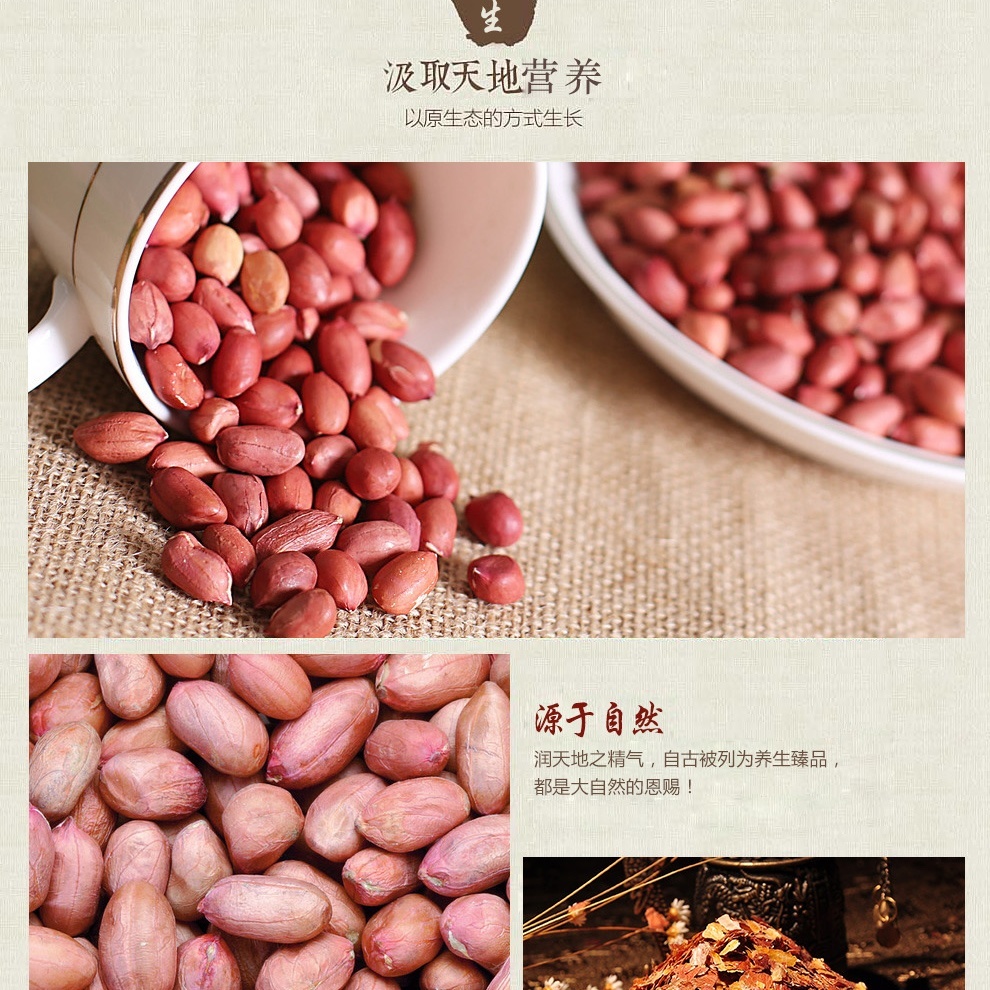 生
汲取天地营养
以原生态的方式生长
源于自然
润天地之精气，自古被列为养生臻品，
都是大自然的恩赐！